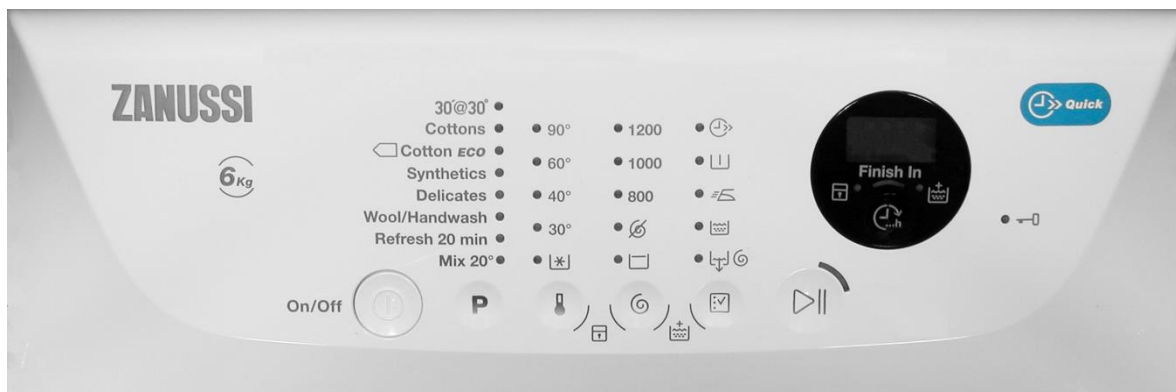 ZANUSSI
6Kg
30'@30°
Cottons
Cotton ECO
Synthetics
Delicates
Wool/Handwash
Refresh 20 min
Mix 20°
90°
60°
40°
30°
1200
1000
800
Finish In
...h
Quick
On/Off
P